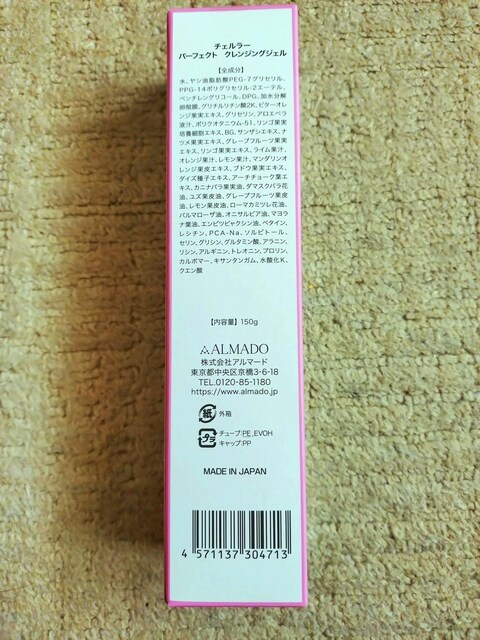 チェルラー
パーフェクト クレンジングジェル
【全成分】
水、ヤシ油脂肪酸PEG-7グリセリル、
PPG-14ポリグリセリル-2エーテル、
ペンチレングリコール、DPG、加水分解
卵殻膜、グリチルリチン酸2K、ビターオレ
ンジ果実エキス、グリセリン、アロエベラ
液汁、ポリクオタニウム-51、リンゴ果実
培養細胞エキス、BG、サンザシエキス、ナ
ツメ果実エキス、グレープフルーツ果実
エキス、リンゴ果実エキス、ライム果汁、
オレンジ果汁、レモン果汁、マンダリンオ
レンジ果皮エキス、ブドウ果実エキス、
ダイズ種子エキス、アーチチョーク葉エ
キス、カニナバラ果実油、ダマスクバラ花
油、ユズ果皮油、グレープフルーツ果皮
油、レモン果皮油、ローマカミツレ花油、
パルマローザ油、オニサルビア油、マヨラ
ナ葉油、エンピツビャクシン油、ベタイン、
レシチン、PCA-Na、ソルビトール、
セリン、グリシン、グルタミン酸、アラニン、
リシン、アルギニン、トレオニン、プロリン、
カルボマー、キサンタンガム、水酸化K、
クエン酸
【内容量】150g
ALMADO
株式会社アルマード
東京都中央区京橋3-6-18
TEL.0120-85-1180
https://www.almado.jp
紙 外箱
プラ チューブ:PE,EVOH
キャップ:PP
MADE IN JAPAN
4 571137 304713